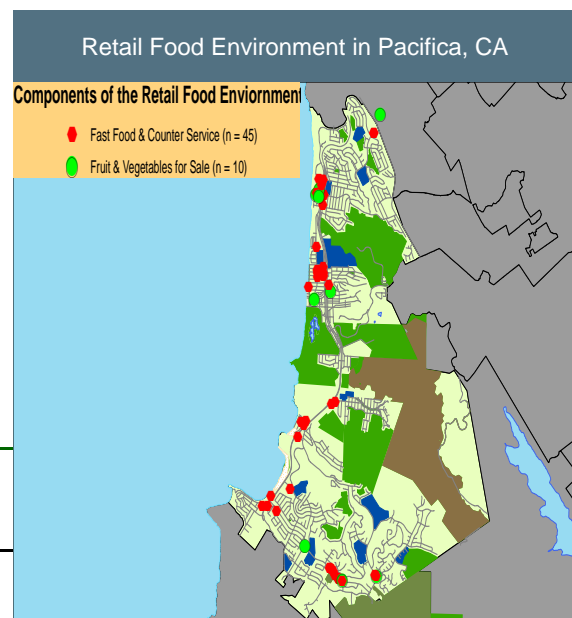 Retail Food Environment in Pacifica, CA
Components of the Retail Food Enviornment
Fast Food & Counter Service (n = 45)
Fruit & Vegetables for Sale (n = 10)